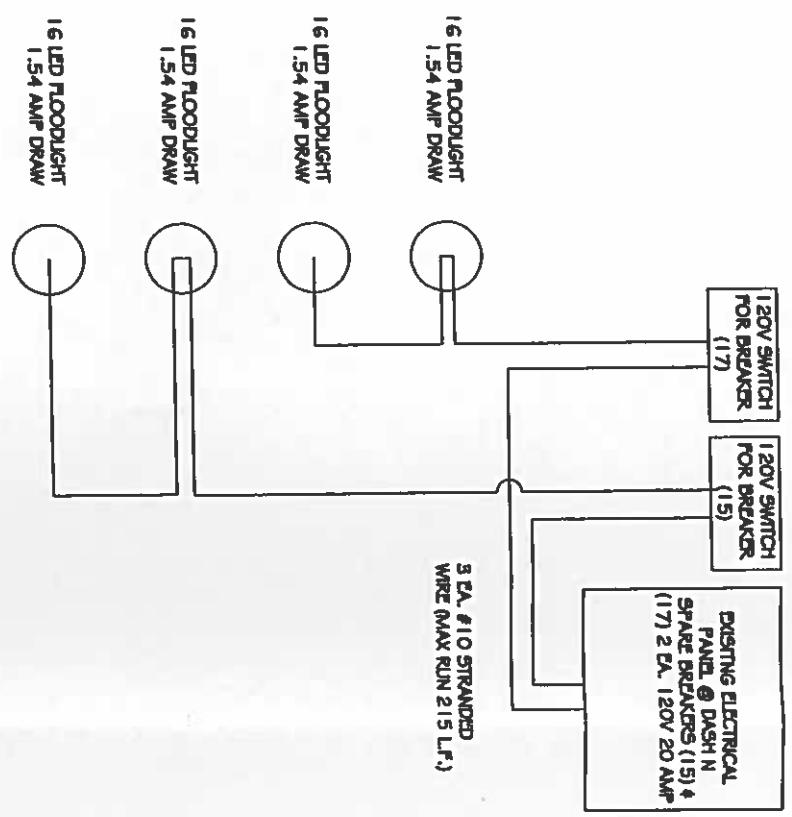 16 LED FLOODLIGHT
1.54 AMP DRAW
16 LED FLOODLIGHT
1.54 AMP DRAW
16 LED FLOODLIGHT
1.54 AMP DRAW
16 LED FLOODLIGHT
1.54 AMP DRAW
120V SWITCH
FOR BREAKER
(17)
120V SWITCH
FOR BREAKER
(15)
EXISITNG ELECTRICAL
PANEL @ DASH N
SPARE BREAKERS (15) &
(17) 2 EA. 120V 20 AMP
3 EA. #10 STRANDED
WIRE (MAX RUN 215 L.F.)